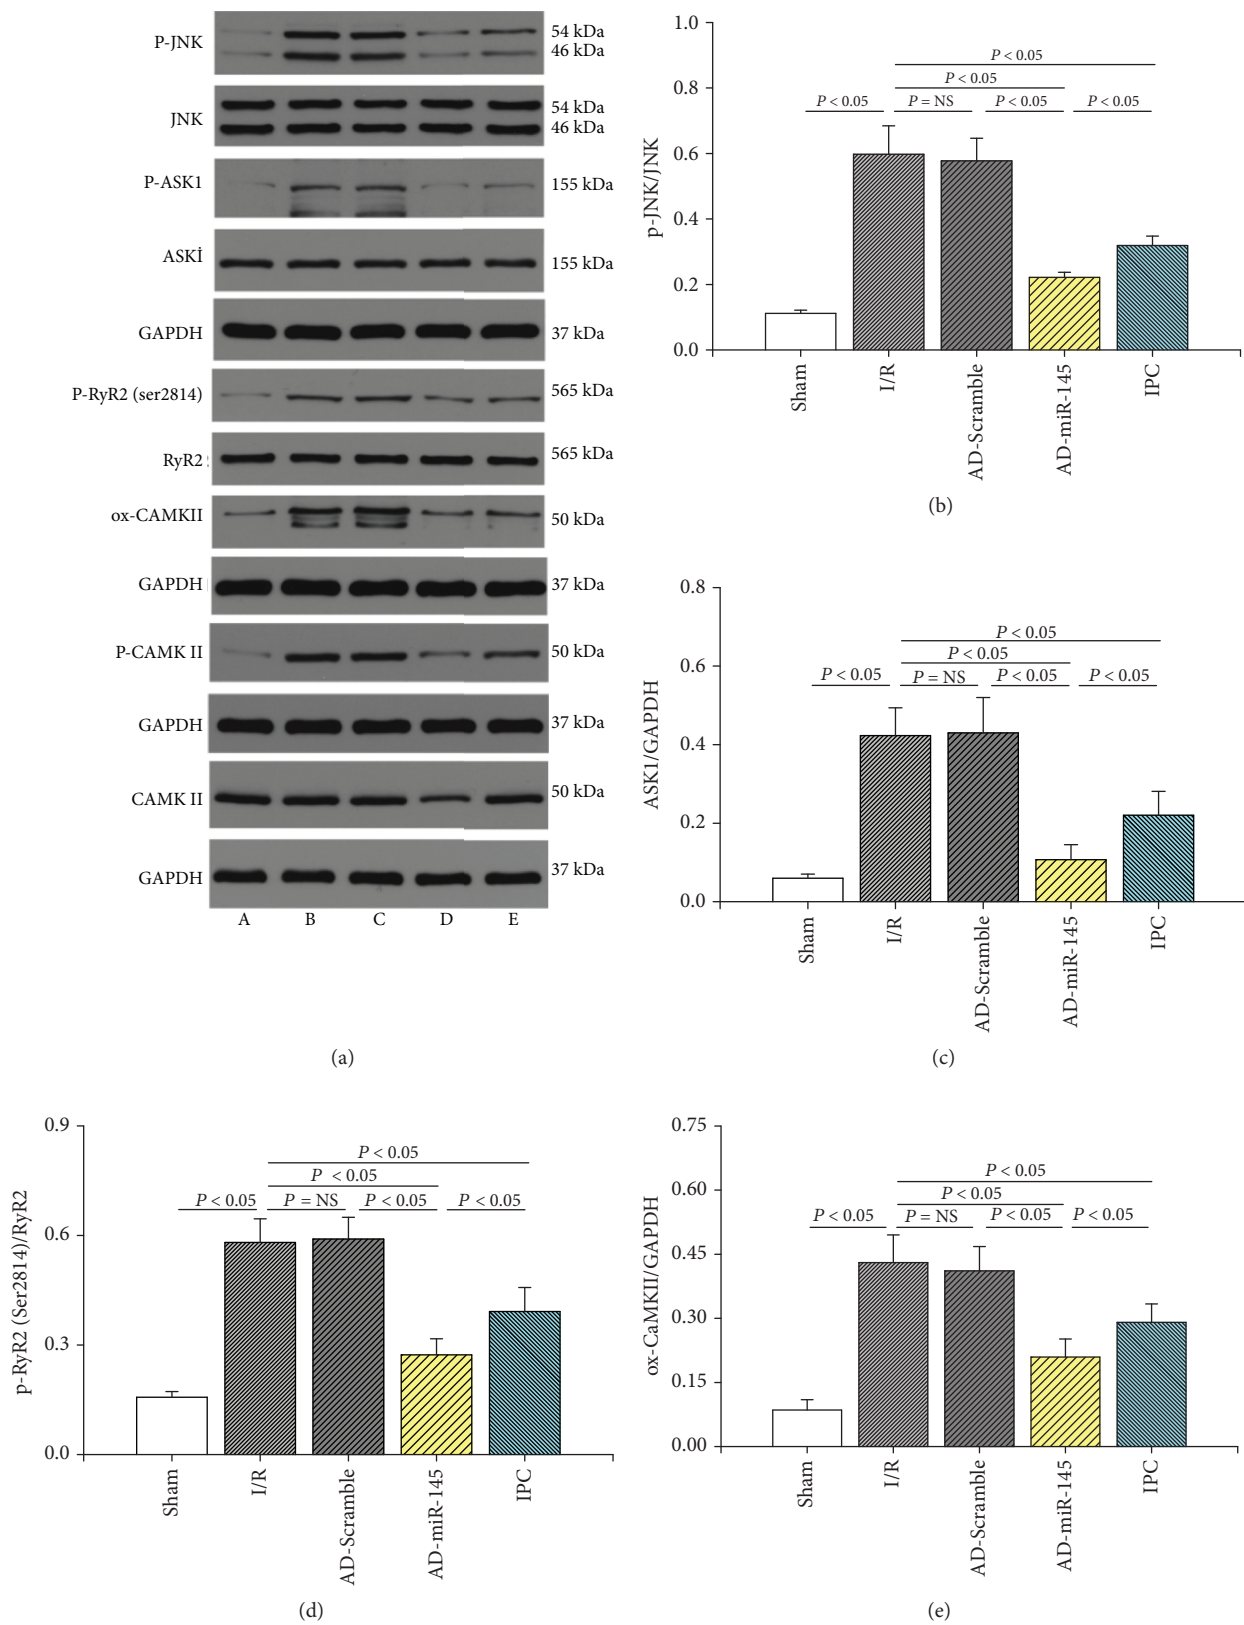 P-JNK
54 kDa
46 kDa
JNK
54 kDa
46 kDa
P-ASK1
155 kDa
ASKİ
155 kDa
GAPDH
37 kDa
P-RyR2 (ser2814)
565 kDa
RyR2
565 kDa
ox-CAMKII
50 kDa
GAPDH
37 kDa
P-CAMK II
50 kDa
GAPDH
37 kDa
CAMK II
50 kDa
GAPDH
37 kDa
A B C D E
(a)
1.0
0.8
0.6
0.4
0.2
0.0
p-JNK/JNK
P < 0.05
P < 0.05
P < 0.05 P = NS P < 0.05 P < 0.05
Sham I/R AD-Scramble AD-miR-145 IPC
(b)
0.8
0.6
0.4
0.2
0.0
ASK1/GAPDH
P < 0.05
P < 0.05
P < 0.05 P = NS P < 0.05 P < 0.05
Sham I/R AD-Scramble AD-miR-145 IPC
(c)
0.9
0.6
0.3
0.0
p-RyR2 (Ser2814)/RyR2
P < 0.05
P < 0.05
P < 0.05 P = NS P < 0.05 P < 0.05
Sham I/R AD-Scramble AD-miR-145 IPC
(d)
0.75
0.60
0.45
0.30
0.15
0.00
ox-CaMKII/GAPDH
P < 0.05
P < 0.05
P < 0.05 P = NS P < 0.05 P < 0.05
Sham I/R AD-Scramble AD-miR-145 IPC
(e)